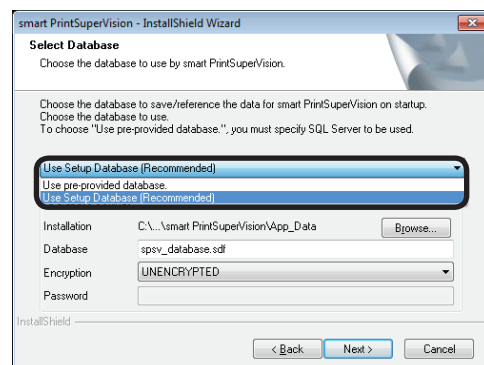 smart PrintSuperVision - InstallShield Wizard
Select Database
Choose the database to use by smart PrintSuperVision.
Choose the database to save/reference the data for smart PrintSuperVision on startup.
Choose the database to use.
To choose "Use pre-provided database.", you must specify SQL Server to be used.
Use Setup Database (Recommended)
Use pre-provided database.
Use Setup Database (Recommended)
Installation C:\...\smart PrintSuperVision\App_Data Browse...
Database spsv_database.sdf
Encryption UNENCRYPTED
Password
InstallShield
< Back Next > Cancel